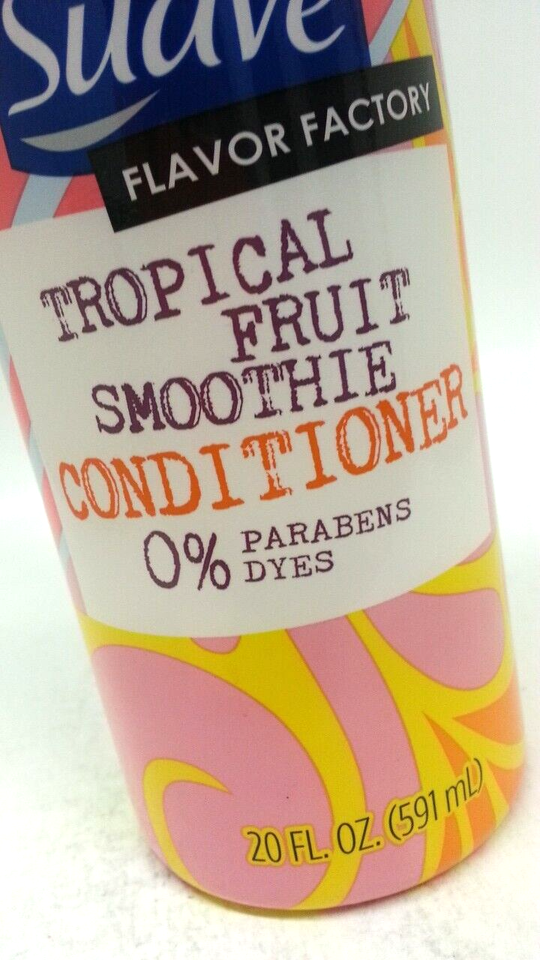 Suave
FLAVOR FACTORY
TROPICAL
FRUIT
SMOOTHIE
CONDITIONER
0% PARABENS
DYES
20 FL. OZ. (591 mL)